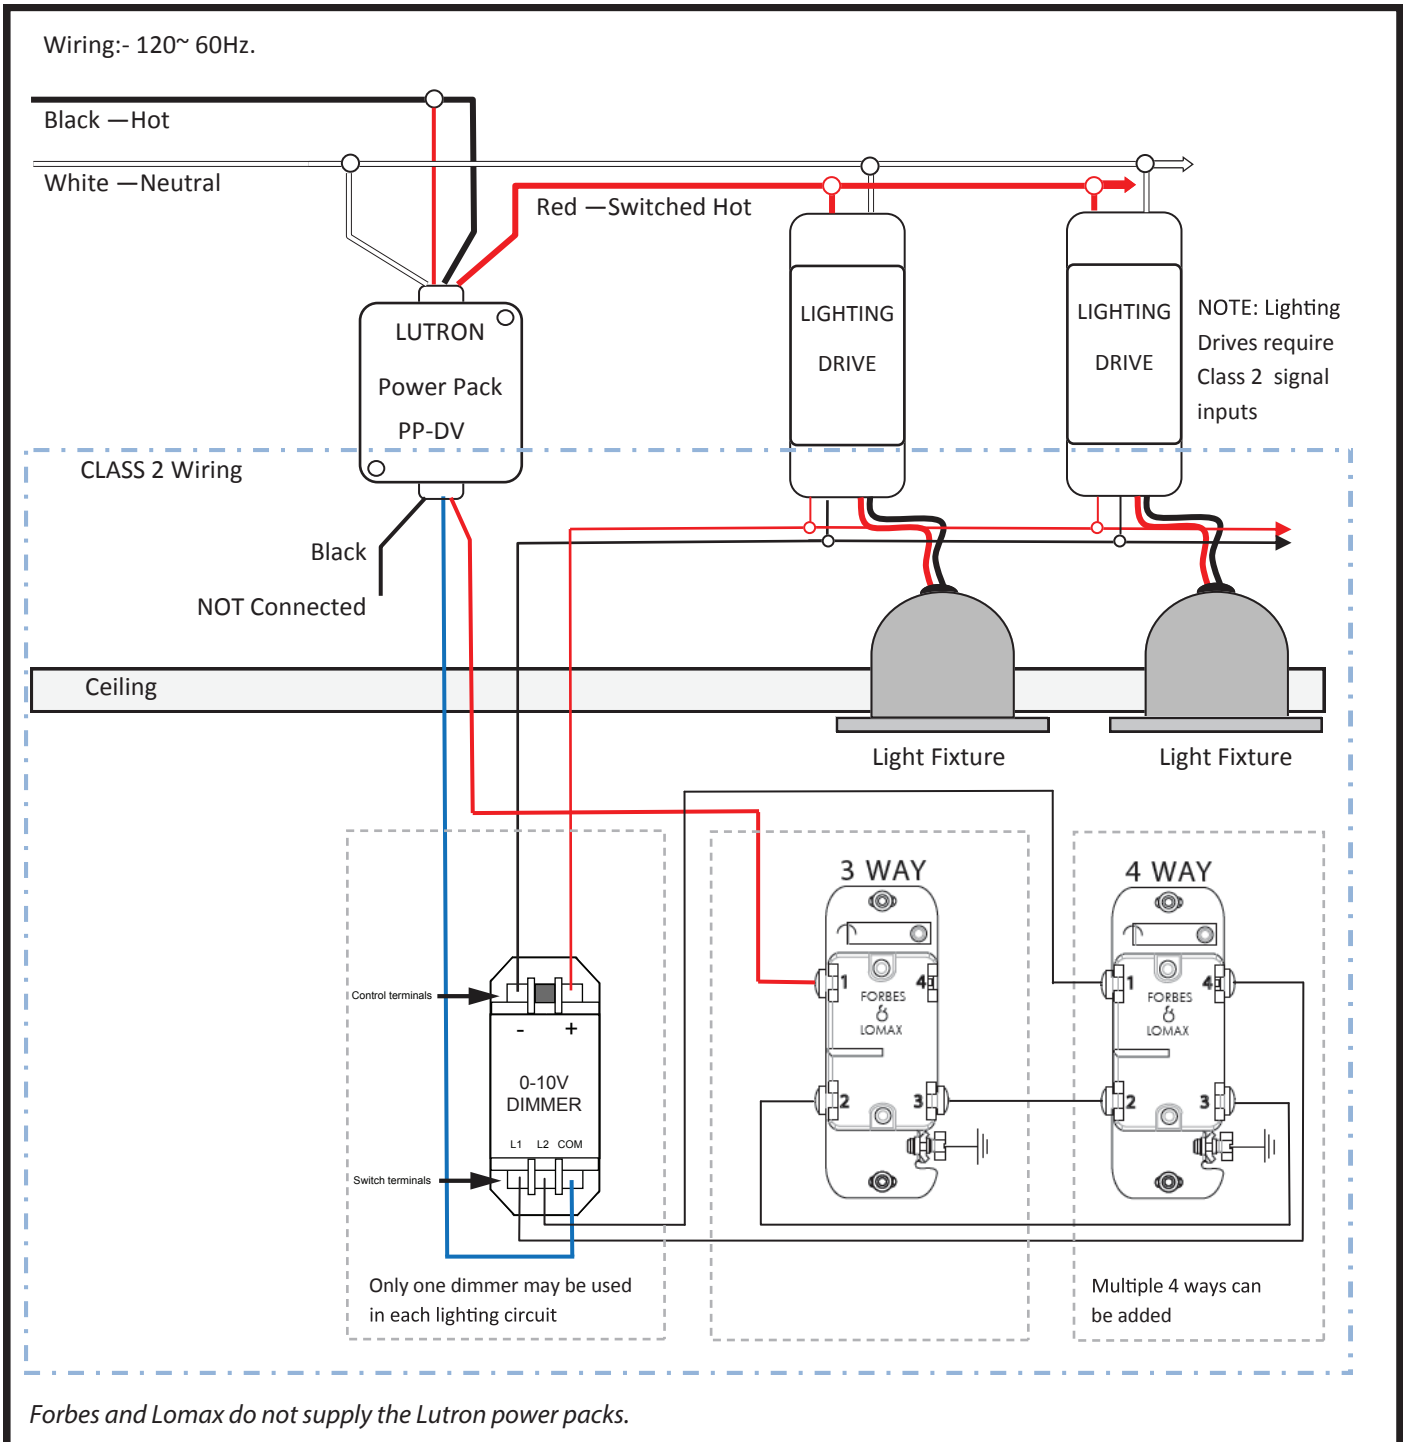 Wiring:- 120~ 60Hz.
Black —Hot
White —Neutral
Red —Switched Hot
LUTRON
Power Pack
PP-DV
LIGHTING
DRIVE
LIGHTING
DRIVE
NOTE: Lighting
Drives require
Class 2 signal
inputs
CLASS 2 Wiring
Black
NOT Connected
Ceiling
Light Fixture
Light Fixture
3 WAY
4 WAY
Control terminals
- +
0-10V
DIMMER
L1 L2 COM
Switch terminals
1 4
FORBES
&
LOMAX
2 3
1 4
FORBES
&
LOMAX
2 3
Only one dimmer may be used
in each lighting circuit
Multiple 4 ways can
be added
Forbes and Lomax do not supply the Lutron power packs.